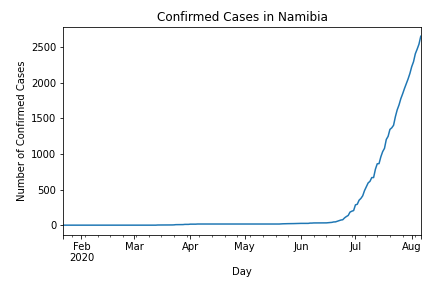 Confirmed Cases in Namibia
Number of Confirmed Cases
2500
2000
1500
1000
500
0
Feb Mar Apr May Jun Jul Aug
2020
Day